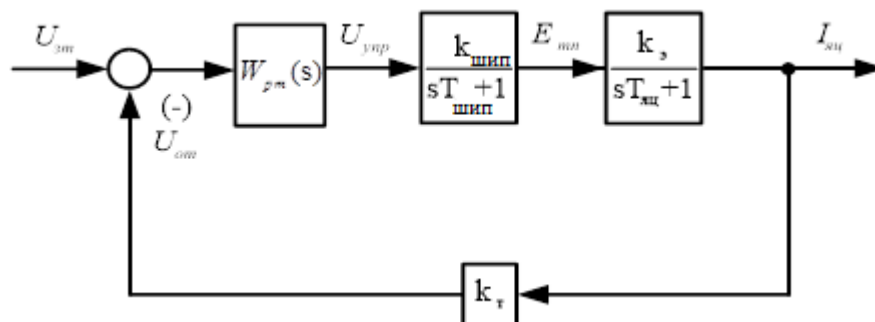 U_зт
W_рт(s)
U_упр
k_шип
sT_шип+1
E_тп
k_э
sT_яц+1
I_яц
(-)
U_от
k_т